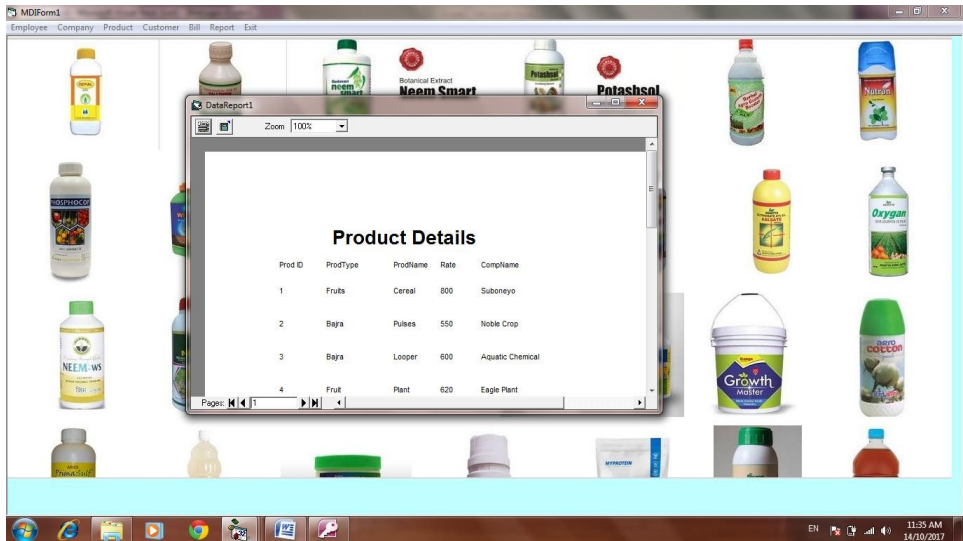 MDIForm1
Employee Company Product Customer Bill Report Exit
neem
smart
Botanical Extract
Neem Smart
Potashsol
Potashsol
Nutron
DataReport1
Zoom 100%
Product Details
Prod ID ProdType ProdName Rate CompName
1 Fruits Cereal 800 Suboneyo
2 Bajra Pulses 550 Noble Crop
3 Bajra Looper 600 Aquatic Chemical
4 Fruit Plant 620 Eagle Plant
Pages: 1
Oxygan
NEEM-WS
Growth
Master
AGRO
COTTON
MYPROTEIN
EN
11:35 AM
14/10/2017